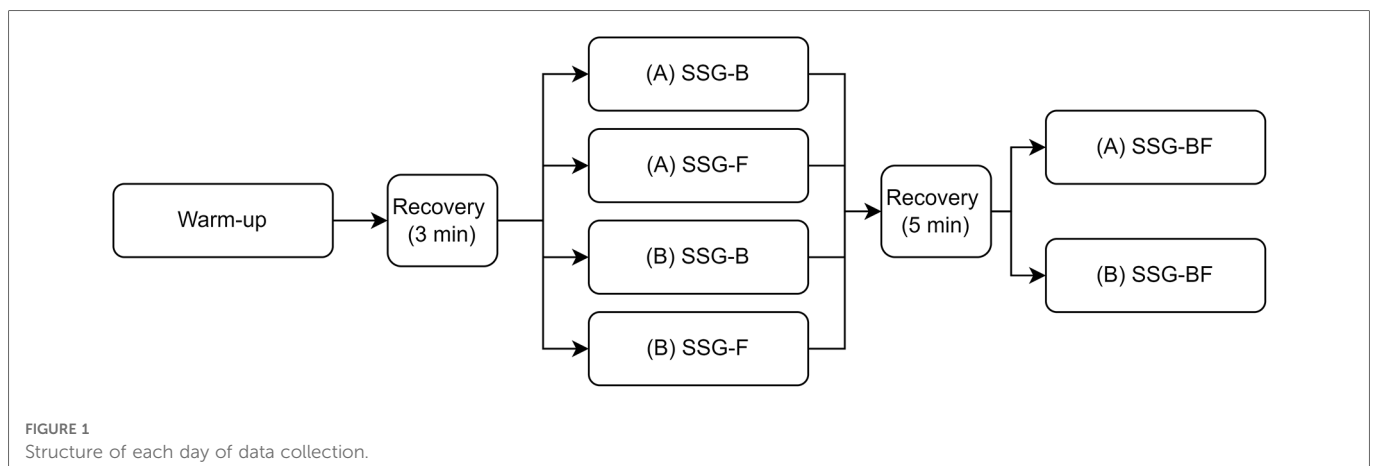 Warm-up
Recovery
(3 min)
(A) SSG-B
(A) SSG-F
(B) SSG-B
(B) SSG-F
Recovery
(5 min)
(A) SSG-BF
(B) SSG-BF
FIGURE 1
Structure of each day of data collection.